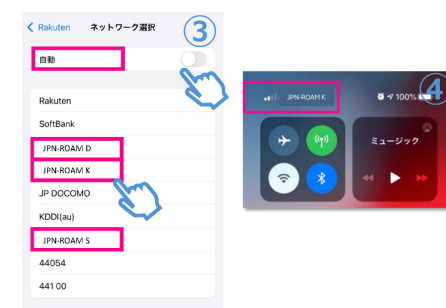 Rakuten ネットワーク選択
③
自動
Rakuten
SoftBank
JPN-ROAM D
JPN-ROAM K
JP DOCOMO
KDDI(au)
JPN-ROAM S
44054
441 00
④
JPN-ROAM K 100%
ミュージック